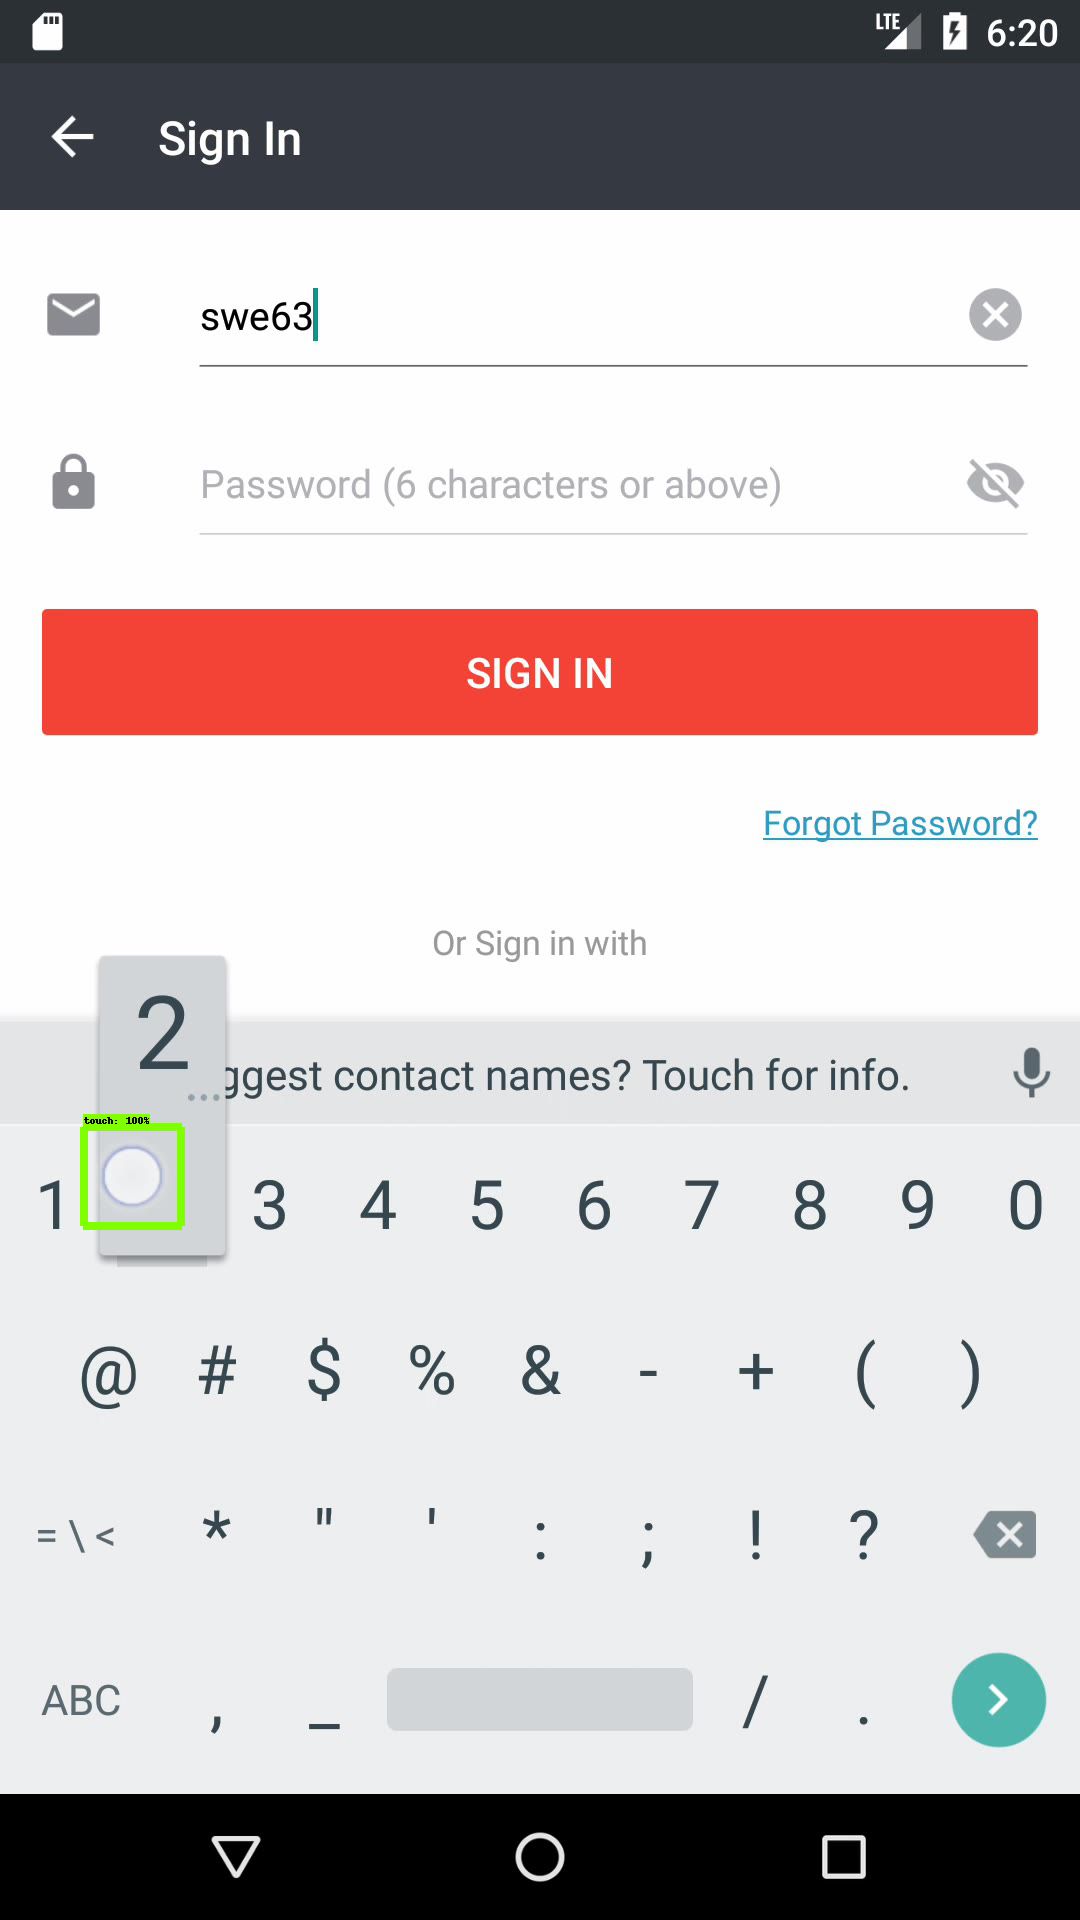 LTE 6:20
Sign In
swe63
Password (6 characters or above)
SIGN IN
Forgot Password?
Or Sign in with
2
...ggest contact names? Touch for info.
touch: 100%
1 3 4 5 6 7 8 9 0
@ # $ % & - + ( )
= \ < * " ' : ; ! ?
ABC , _ / .